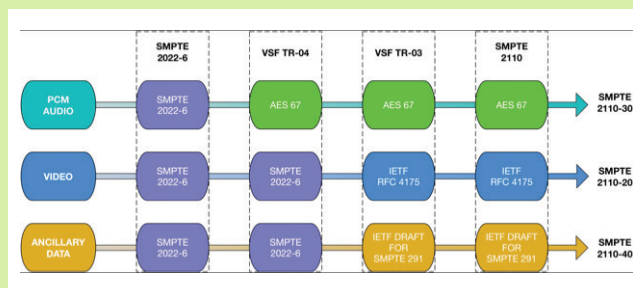 SMPTE
2022-6
VSF TR-04
VSF TR-03
SMPTE
2110
PCM
AUDIO
SMPTE
2022-6
AES 67
AES 67
AES 67
SMPTE
2110-30
VIDEO
SMPTE
2022-6
SMPTE
2022-6
IETF
RFC 4175
IETF
RFC 4175
SMPTE
2110-20
ANCILLARY
DATA
SMPTE
2022-6
SMPTE
2022-6
IETF DRAFT
FOR
SMPTE 291
IETF DRAFT
FOR
SMPTE 291
SMPTE
2110-40